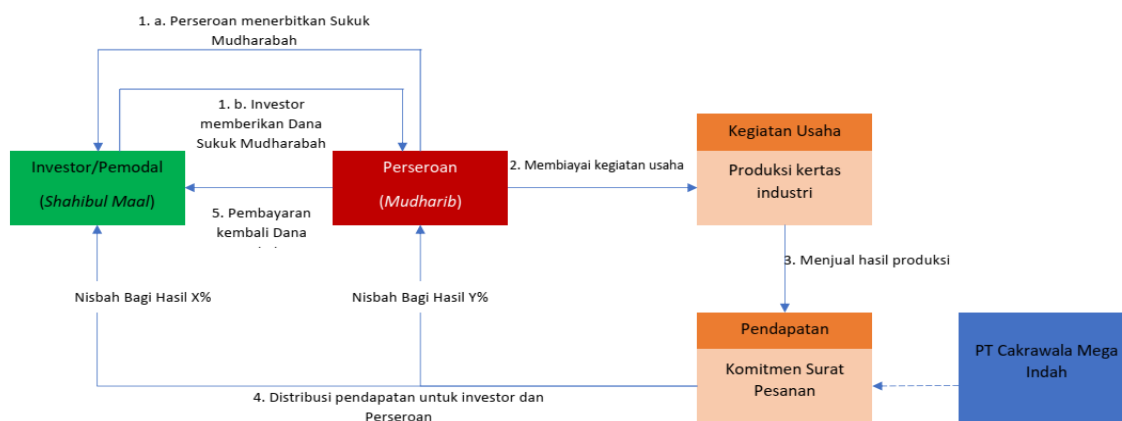 1. a. Perseroan menerbitkan Sukuk
Mudharabah
1. b. Investor
memberikan Dana
Sukuk Mudharabah
Investor/Pemodal
(Shahibul Maal)
Perseroan
(Mudharib)
2. Membiayai kegiatan usaha
Kegiatan Usaha
Produksi kertas
industri
5. Pembayaran
kembali Dana
3. Menjual hasil produksi
Nisbah Bagi Hasil X%
Nisbah Bagi Hasil Y%
Pendapatan
Komitmen Surat
Pesanan
PT Cakrawala Mega
Indah
4. Distribusi pendapatan untuk investor dan
Perseroan